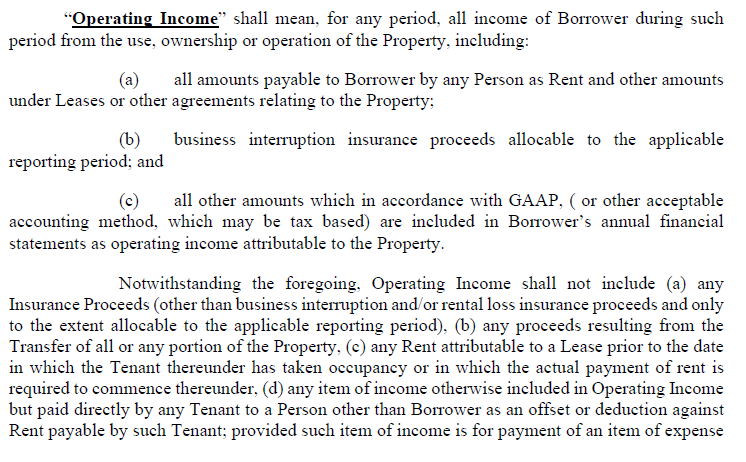 “Operating Income” shall mean, for any period, all income of Borrower during such
period from the use, ownership or operation of the Property, including:
(a) all amounts payable to Borrower by any Person as Rent and other amounts
under Leases or other agreements relating to the Property;
(b) business interruption insurance proceeds allocable to the applicable
reporting period; and
(c) all other amounts which in accordance with GAAP, ( or other acceptable
accounting method, which may be tax based) are included in Borrower’s annual financial
statements as operating income attributable to the Property.
Notwithstanding the foregoing, Operating Income shall not include (a) any
Insurance Proceeds (other than business interruption and/or rental loss insurance proceeds and only
to the extent allocable to the applicable reporting period), (b) any proceeds resulting from the
Transfer of all or any portion of the Property, (c) any Rent attributable to a Lease prior to the date
in which the Tenant thereunder has taken occupancy or in which the actual payment of rent is
required to commence thereunder, (d) any item of income otherwise included in Operating Income
but paid directly by any Tenant to a Person other than Borrower as an offset or deduction against
Rent payable by such Tenant; provided such item of income is for payment of an item of expense